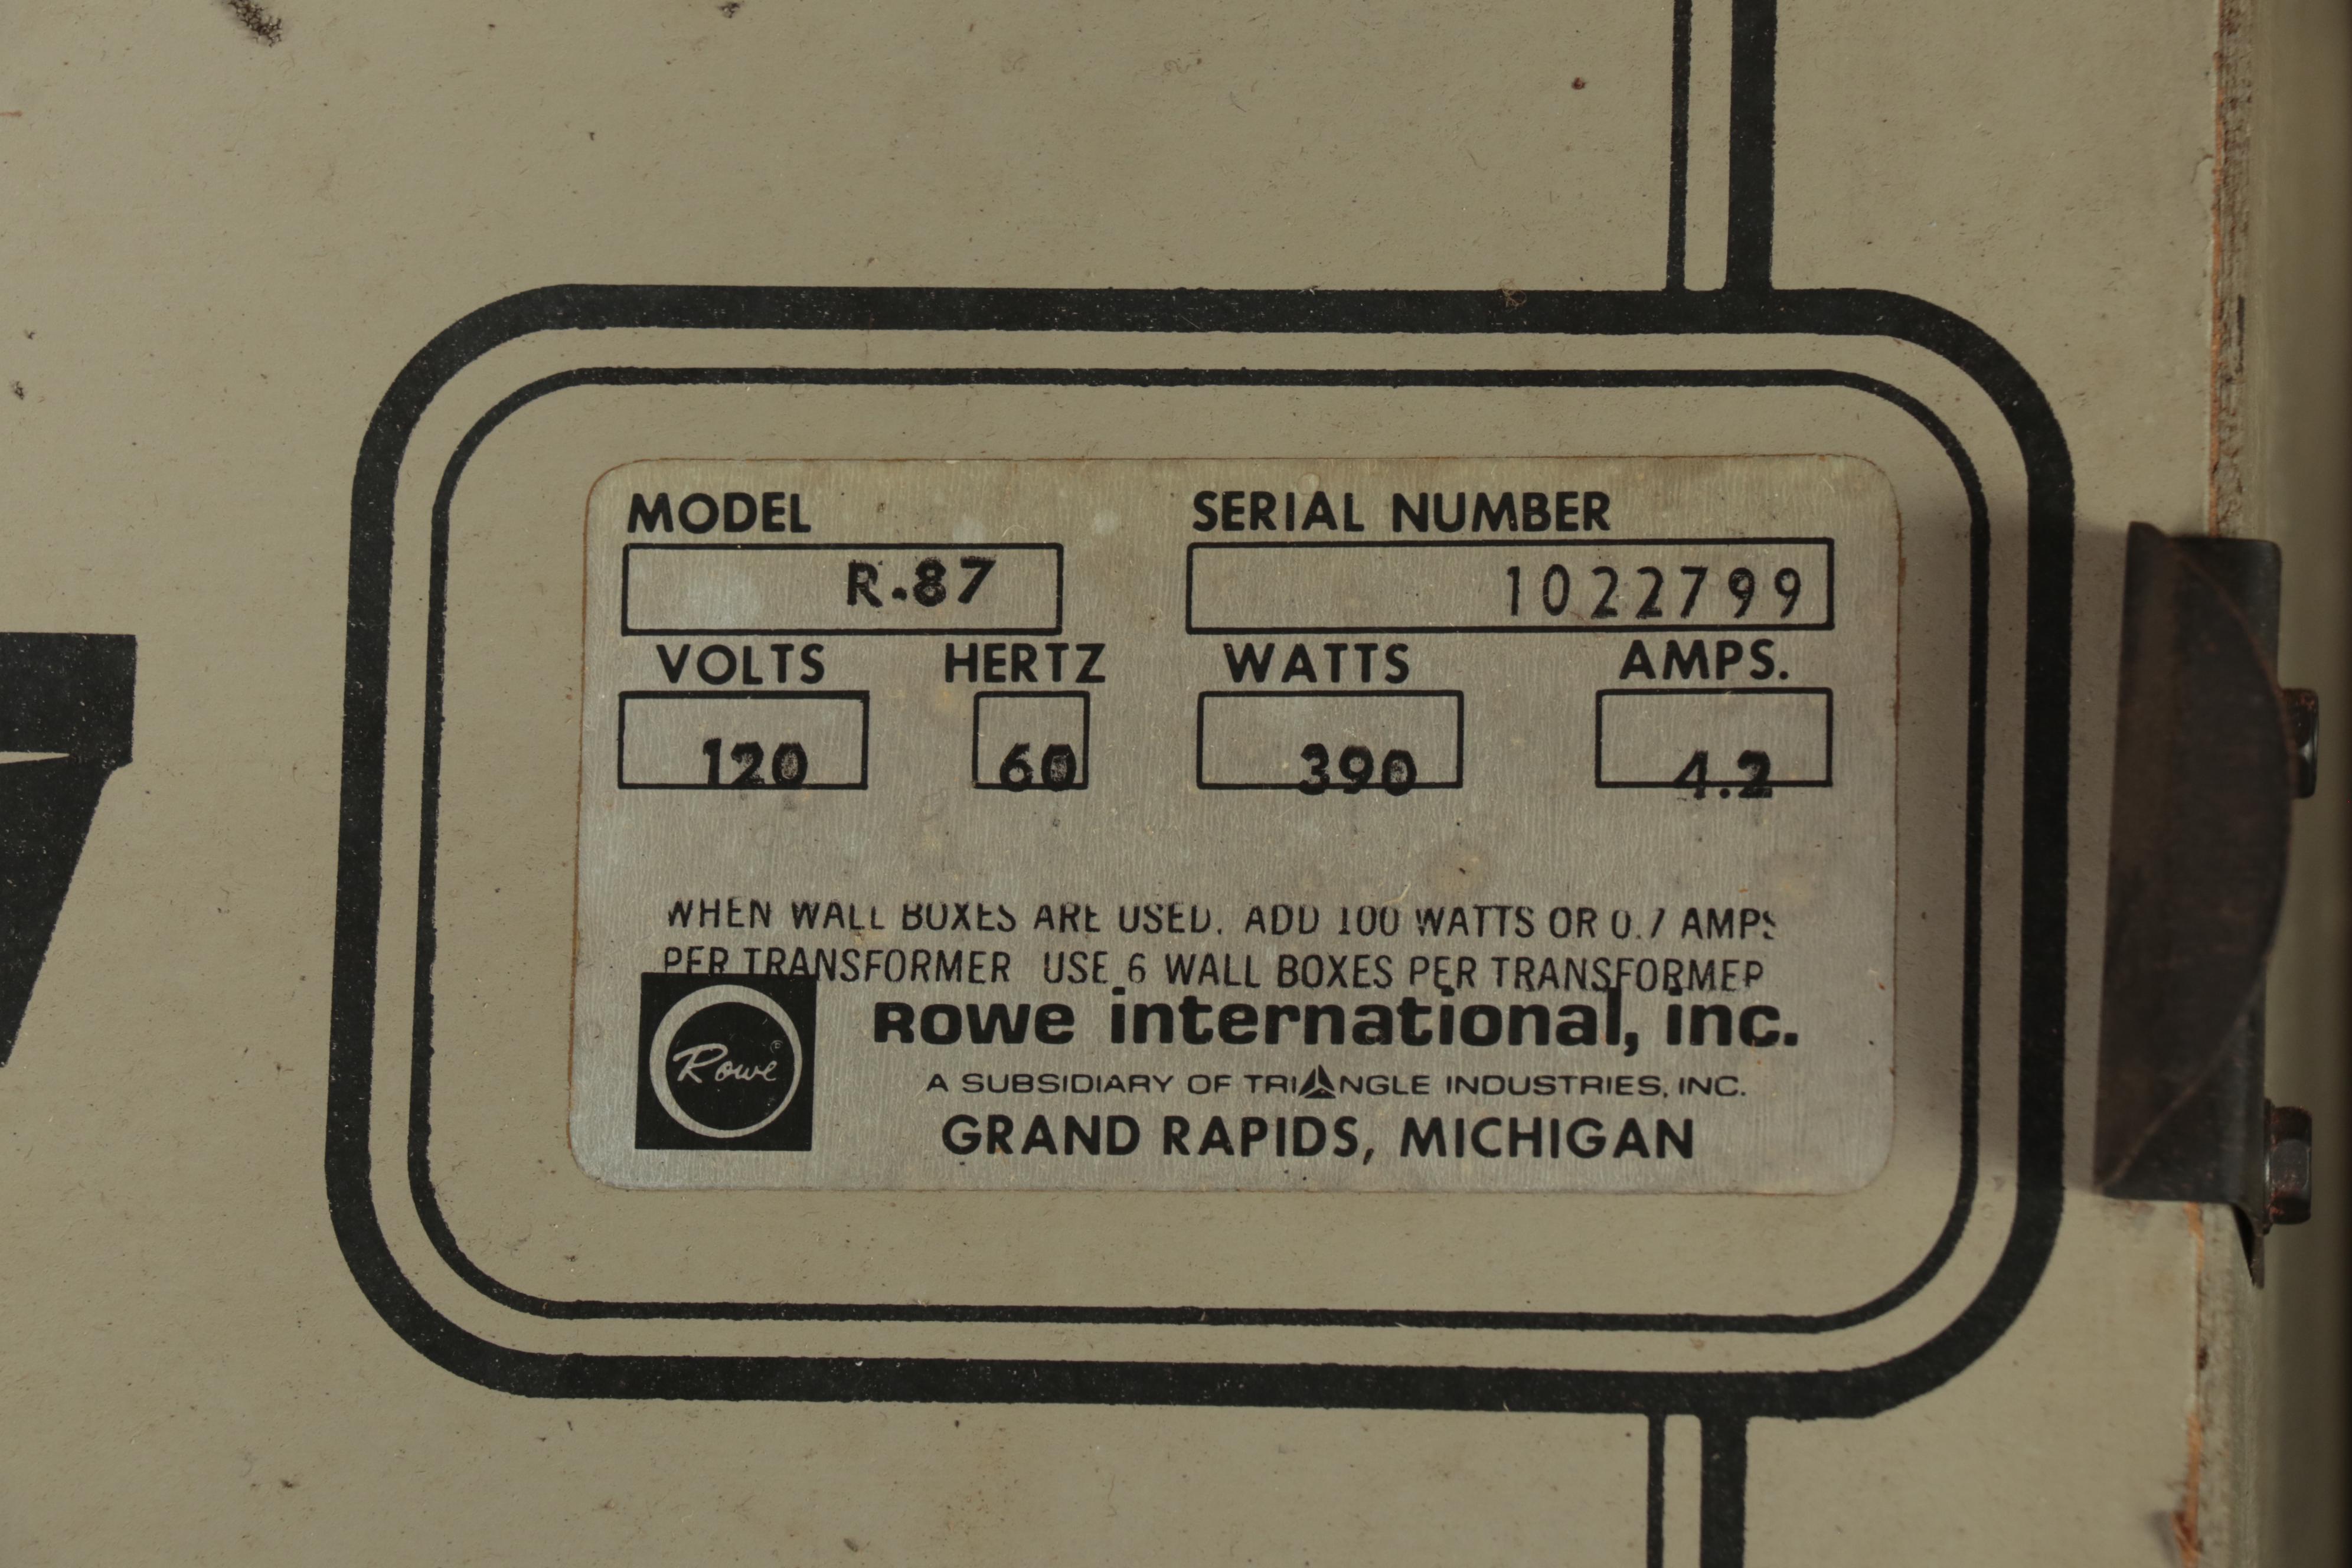 MODEL SERIAL NUMBER
R.87 1022799
VOLTS HERTZ WATTS AMPS.
120 60 390 4.2
WHEN WALL BOXES ARE USED. ADD 100 WATTS OR 0.7 AMPS
PER TRANSFORMER USE 6 WALL BOXES PER TRANSFORMER
Rowe international, inc.
Rowe ®
A SUBSIDIARY OF TRIANGLE INDUSTRIES, INC.
GRAND RAPIDS, MICHIGAN